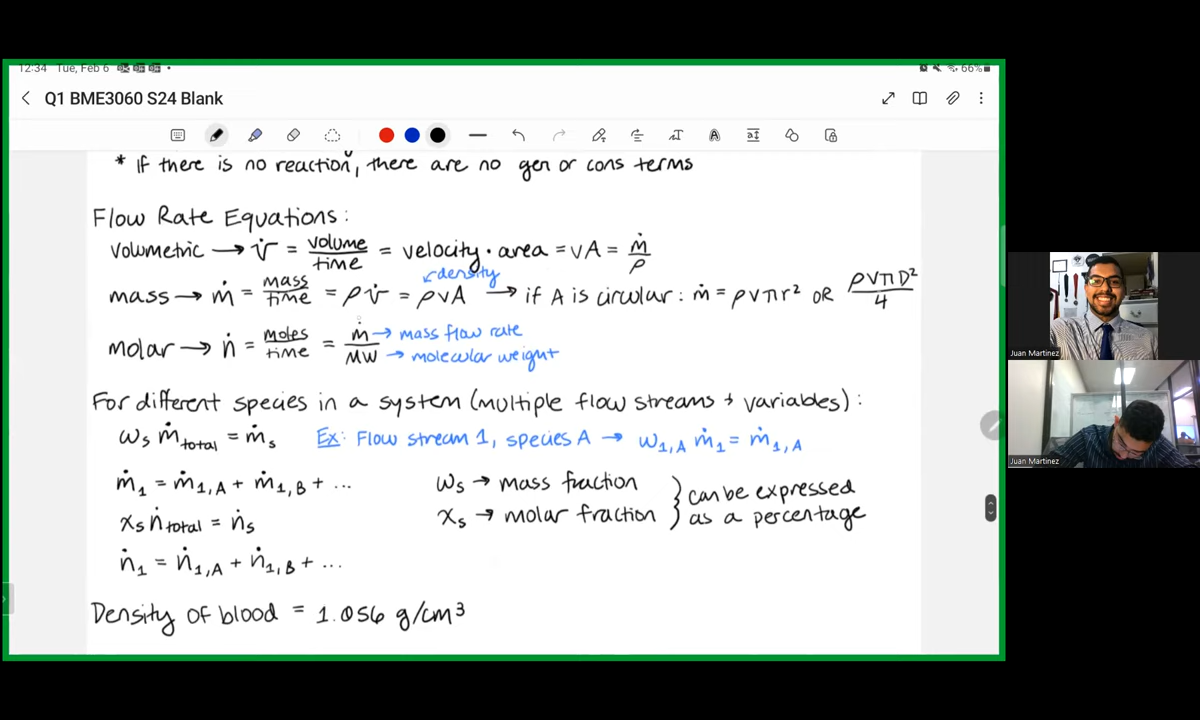 12:34 Tue, Feb 6
66%
Q1 BME3060 S24 Blank
* If there is no reaction, there are no gen or cons terms
Flow Rate Equations:
Volumetric → V̇ = volume/time = velocity · area = vA = ṁ/ρ
density
mass → ṁ = mass/time = ρV̇ = ρvA → if A is circular: ṁ = ρvπr² OR ρvπD²/4
molar → ṅ = moles/time = ṁ/MW
→ mass flow rate
→ molecular weight
For different species in a system (multiple flow streams + variables):
ωₛ ṁtotal = ṁₛ Ex: Flow stream 1, species A → ω1,A ṁ1 = ṁ1,A
ṁ1 = ṁ1,A + ṁ1,B + ...
ωₛ → mass fraction
xₛ ṅtotal = ṅₛ
xₛ → molar fraction
} can be expressed
as a percentage
ṅ1 = ṅ1,A + ṅ1,B + ...
Density of blood = 1.056 g/cm³
Juan Martinez
Juan Martinez